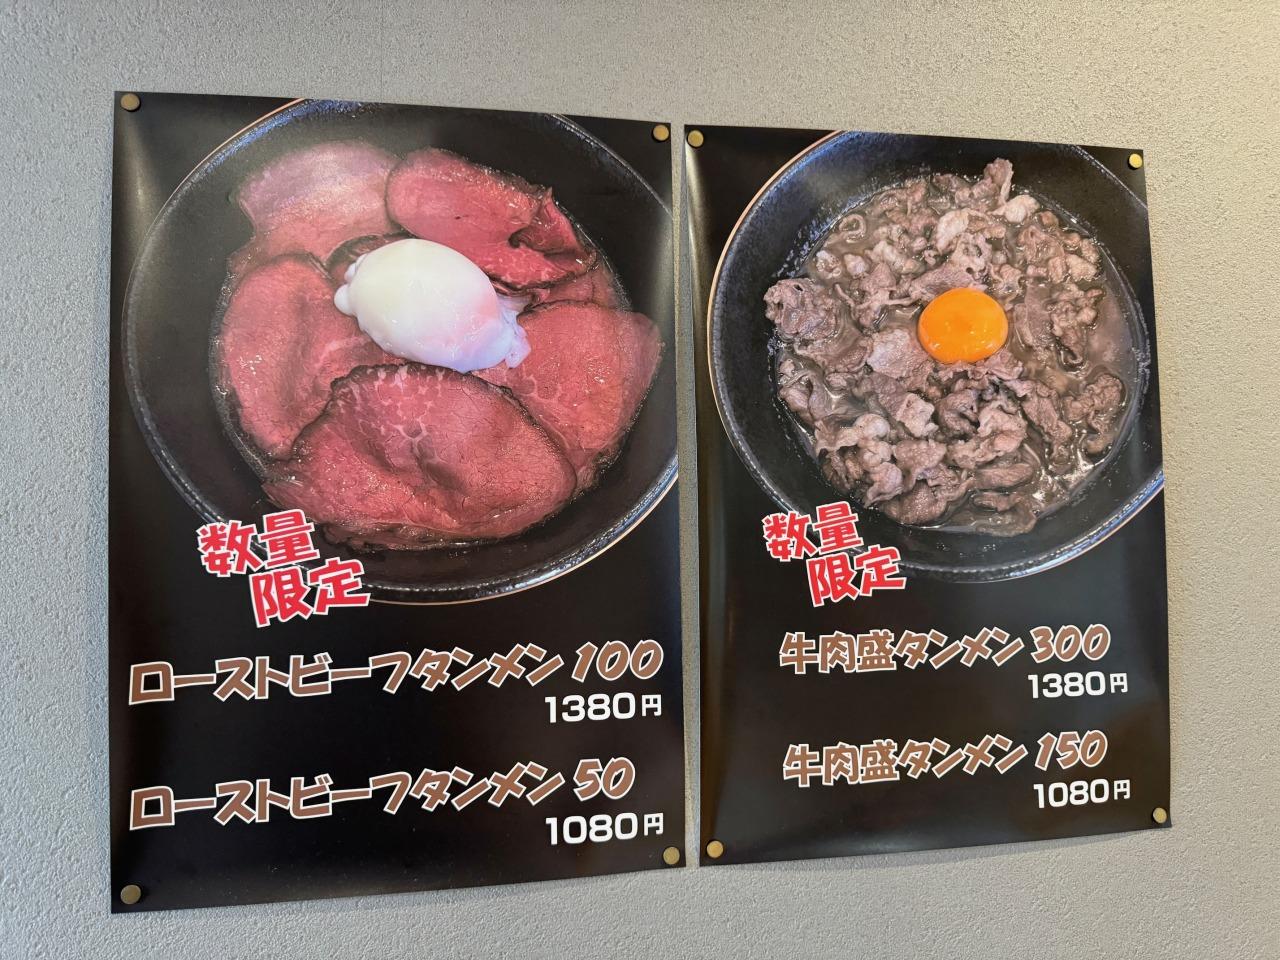 数量
限定
ローストビーフタンメン 100
1380円
ローストビーフタンメン 50
1080円
数量
限定
牛肉盛タンメン 300
1380円
牛肉盛タンメン 150
1080円